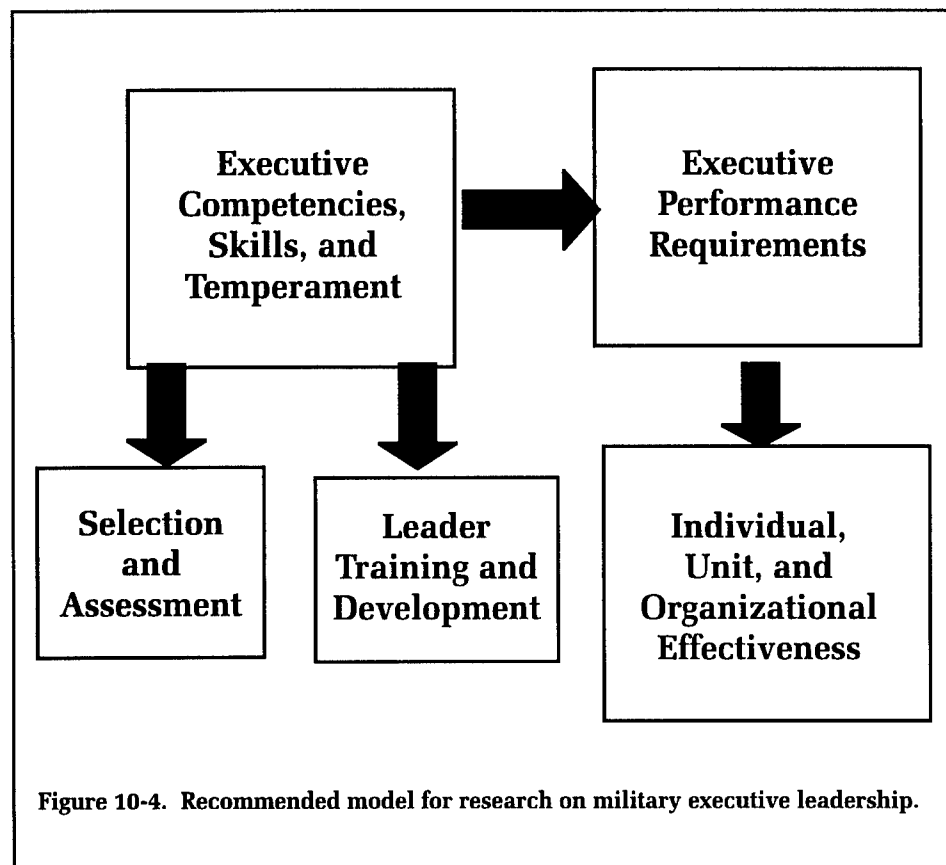 Executive
Competencies,
Skills, and
Temperament
Executive
Performance
Requirements
Selection
and
Assessment
Leader
Training and
Development
Individual,
Unit, and
Organizational
Effectiveness
Figure 10-4. Recommended model for research on military executive leadership.